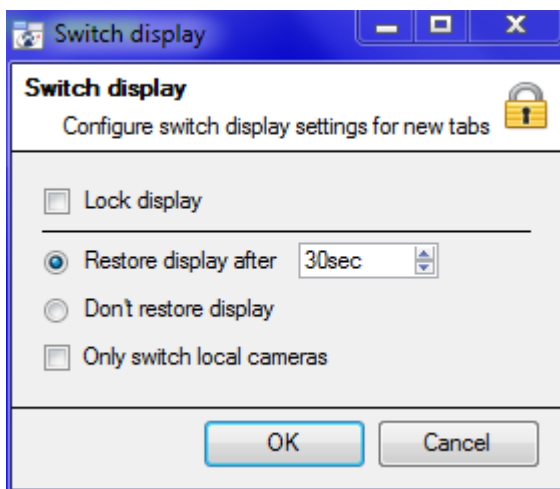 Switch display
Switch display
Configure switch display settings for new tabs
Lock display
Restore display after 30sec
Don't restore display
Only switch local cameras
OK Cancel